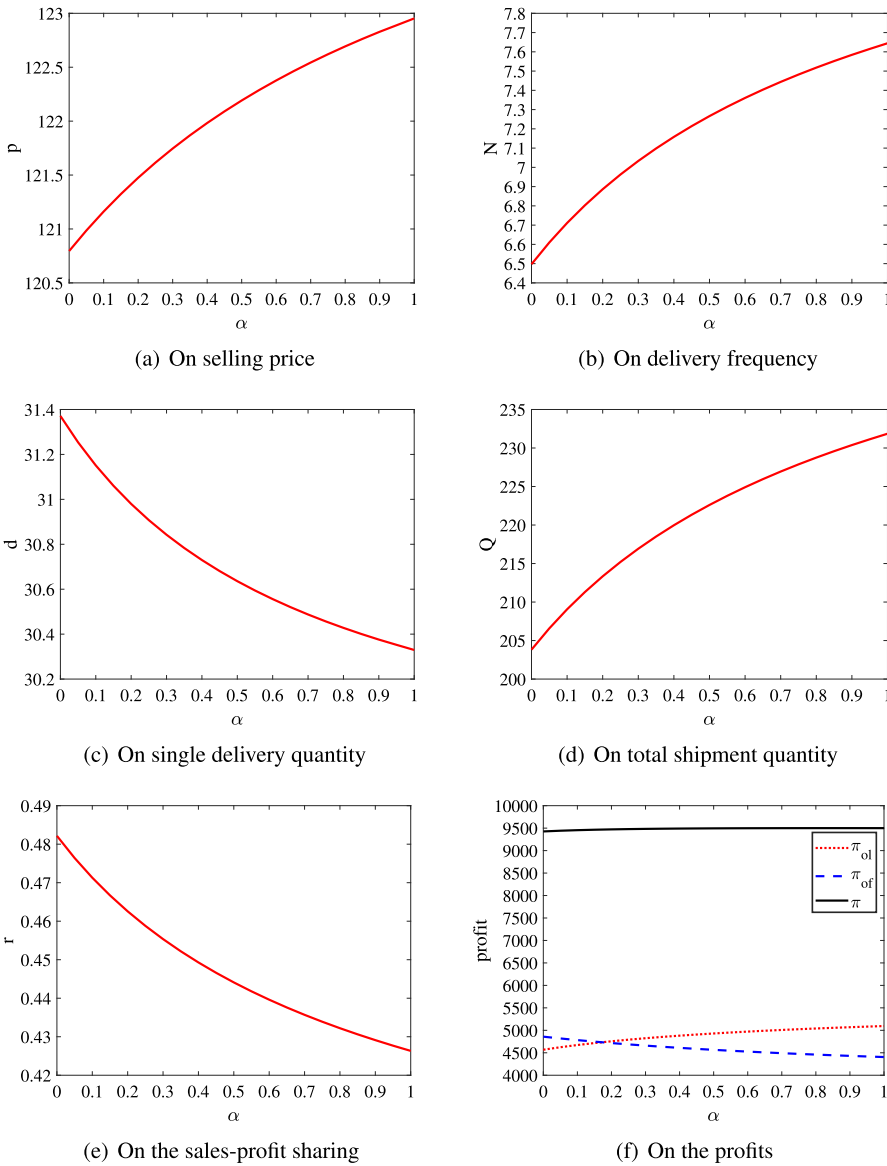 123
122.5
122
121.5
121
120.5
p
0 0.1 0.2 0.3 0.4 0.5 0.6 0.7 0.8 0.9 1
α
(a) On selling price
7.8
7.7
7.6
7.5
7.4
7.3
7.2
7.1
7
6.9
6.8
6.7
6.6
6.5
6.4
N
0 0.1 0.2 0.3 0.4 0.5 0.6 0.7 0.8 0.9 1
α
(b) On delivery frequency
31.4
31.2
31
30.8
30.6
30.4
30.2
d
0 0.1 0.2 0.3 0.4 0.5 0.6 0.7 0.8 0.9 1
α
(c) On single delivery quantity
235
230
225
220
215
210
205
200
Q
0 0.1 0.2 0.3 0.4 0.5 0.6 0.7 0.8 0.9 1
α
(d) On total shipment quantity
0.49
0.48
0.47
0.46
0.45
0.44
0.43
0.42
r
0 0.1 0.2 0.3 0.4 0.5 0.6 0.7 0.8 0.9 1
α
(e) On the sales-profit sharing
10000
9500
9000
8500
8000
7500
7000
6500
6000
5500
5000
4500
4000
profit
π_ol
π_of
π
0 0.1 0.2 0.3 0.4 0.5 0.6 0.7 0.8 0.9 1
α
(f) On the profits